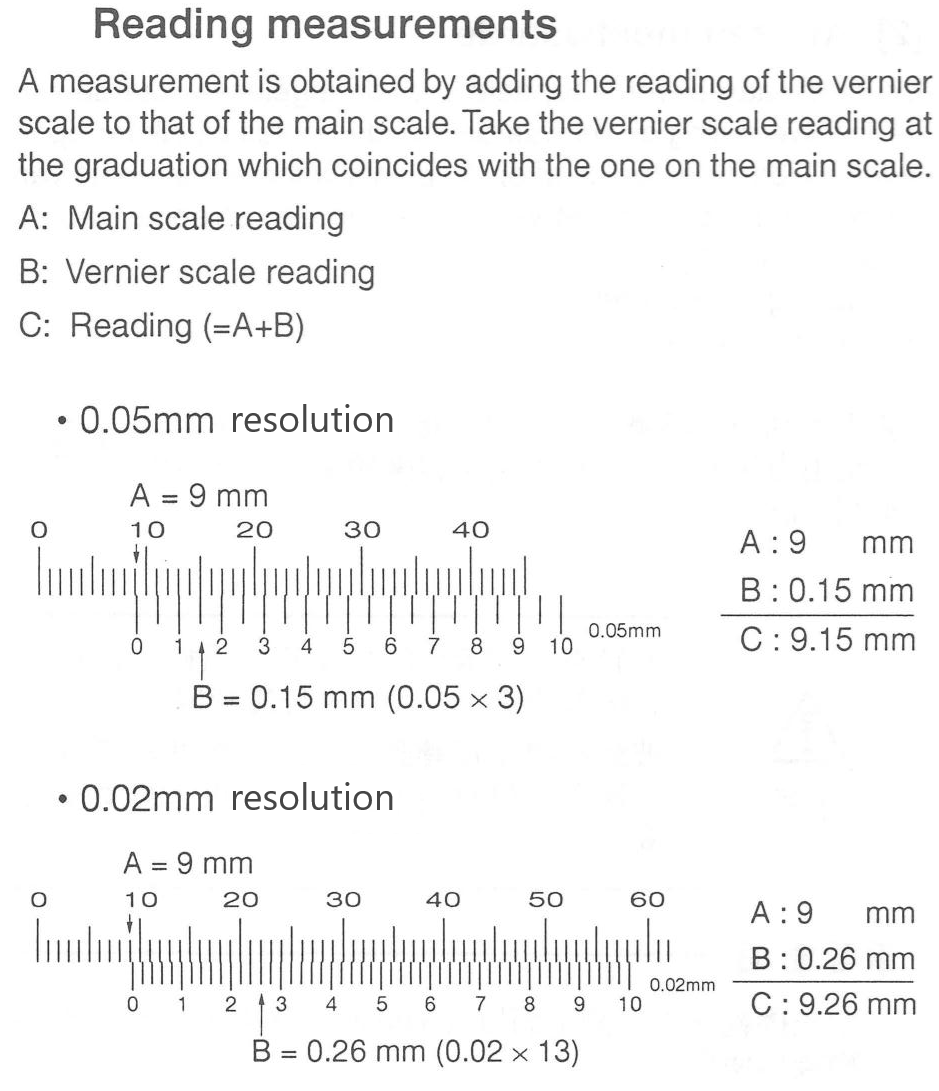 Reading measurements
A measurement is obtained by adding the reading of the vernier
scale to that of the main scale. Take the vernier scale reading at
the graduation which coincides with the one on the main scale.
A: Main scale reading
B: Vernier scale reading
C: Reading (=A+B)
• 0.05mm resolution
A = 9 mm
0 10 20 30 40
A : 9 mm
B : 0.15 mm
C : 9.15 mm
0 1 2 3 4 5 6 7 8 9 10 0.05mm
B = 0.15 mm (0.05 × 3)
• 0.02mm resolution
A = 9 mm
0 10 20 30 40 50 60
A : 9 mm
B : 0.26 mm
C : 9.26 mm
0 1 2 3 4 5 6 7 8 9 10 0.02mm
B = 0.26 mm (0.02 × 13)